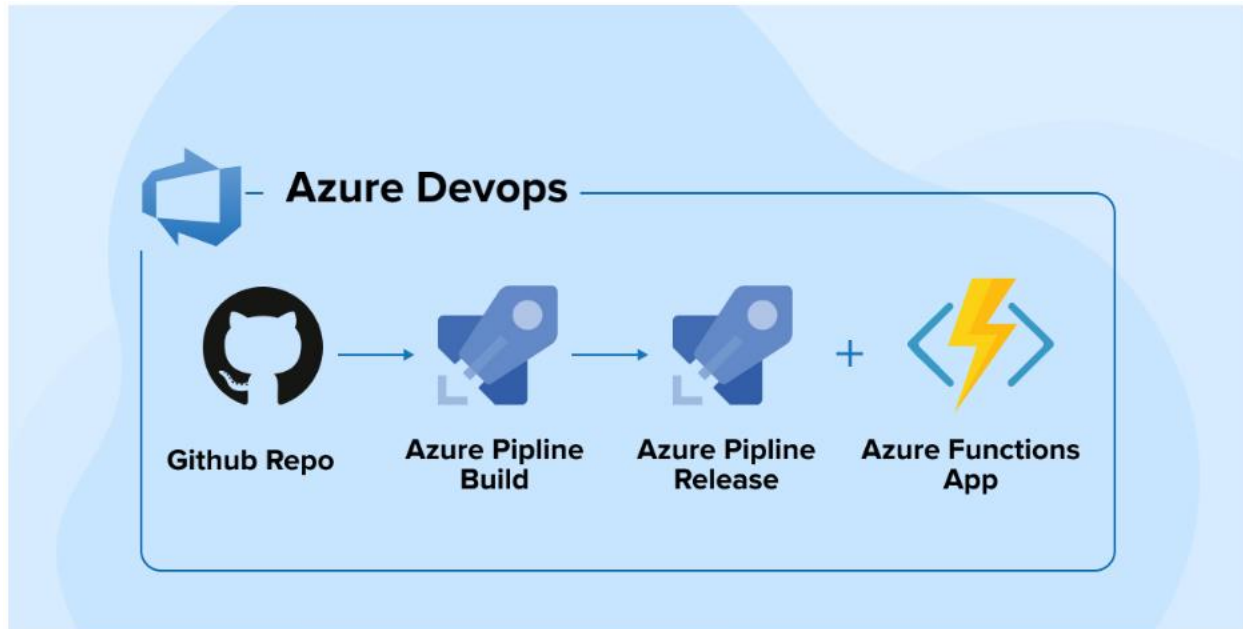 Azure Devops
Github Repo
Azure Pipline
Build
Azure Pipline
Release
Azure Functions
App